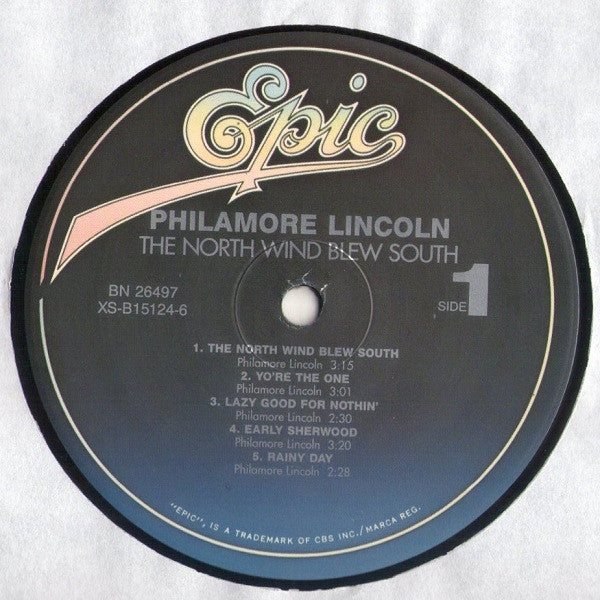 Epic
PHILAMORE LINCOLN
THE NORTH WIND BLEW SOUTH
BN 26497
XS-B15124-6
SIDE 1
1. THE NORTH WIND BLEW SOUTH
Philamore Lincoln 3:15
2. YO'RE THE ONE
Philamore Lincoln 3:01
3. LAZY GOOD FOR NOTHIN'
Philamore Lincoln 2:30
4. EARLY SHERWOOD
Philamore Lincoln 3:20
5. RAINY DAY
Philamore Lincoln 2:28
"EPIC", IS A TRADEMARK OF CBS INC./MARCA REG.